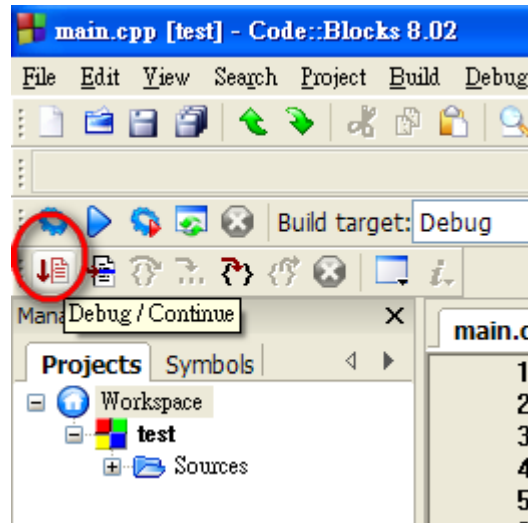 main.cpp [test] - Code::Blocks 8.02
File Edit View Search Project Build Debug
Build target: Debug
Debug / Continue
Projects Symbols
main.c
Workspace
test
Sources
1
2
3
4
5